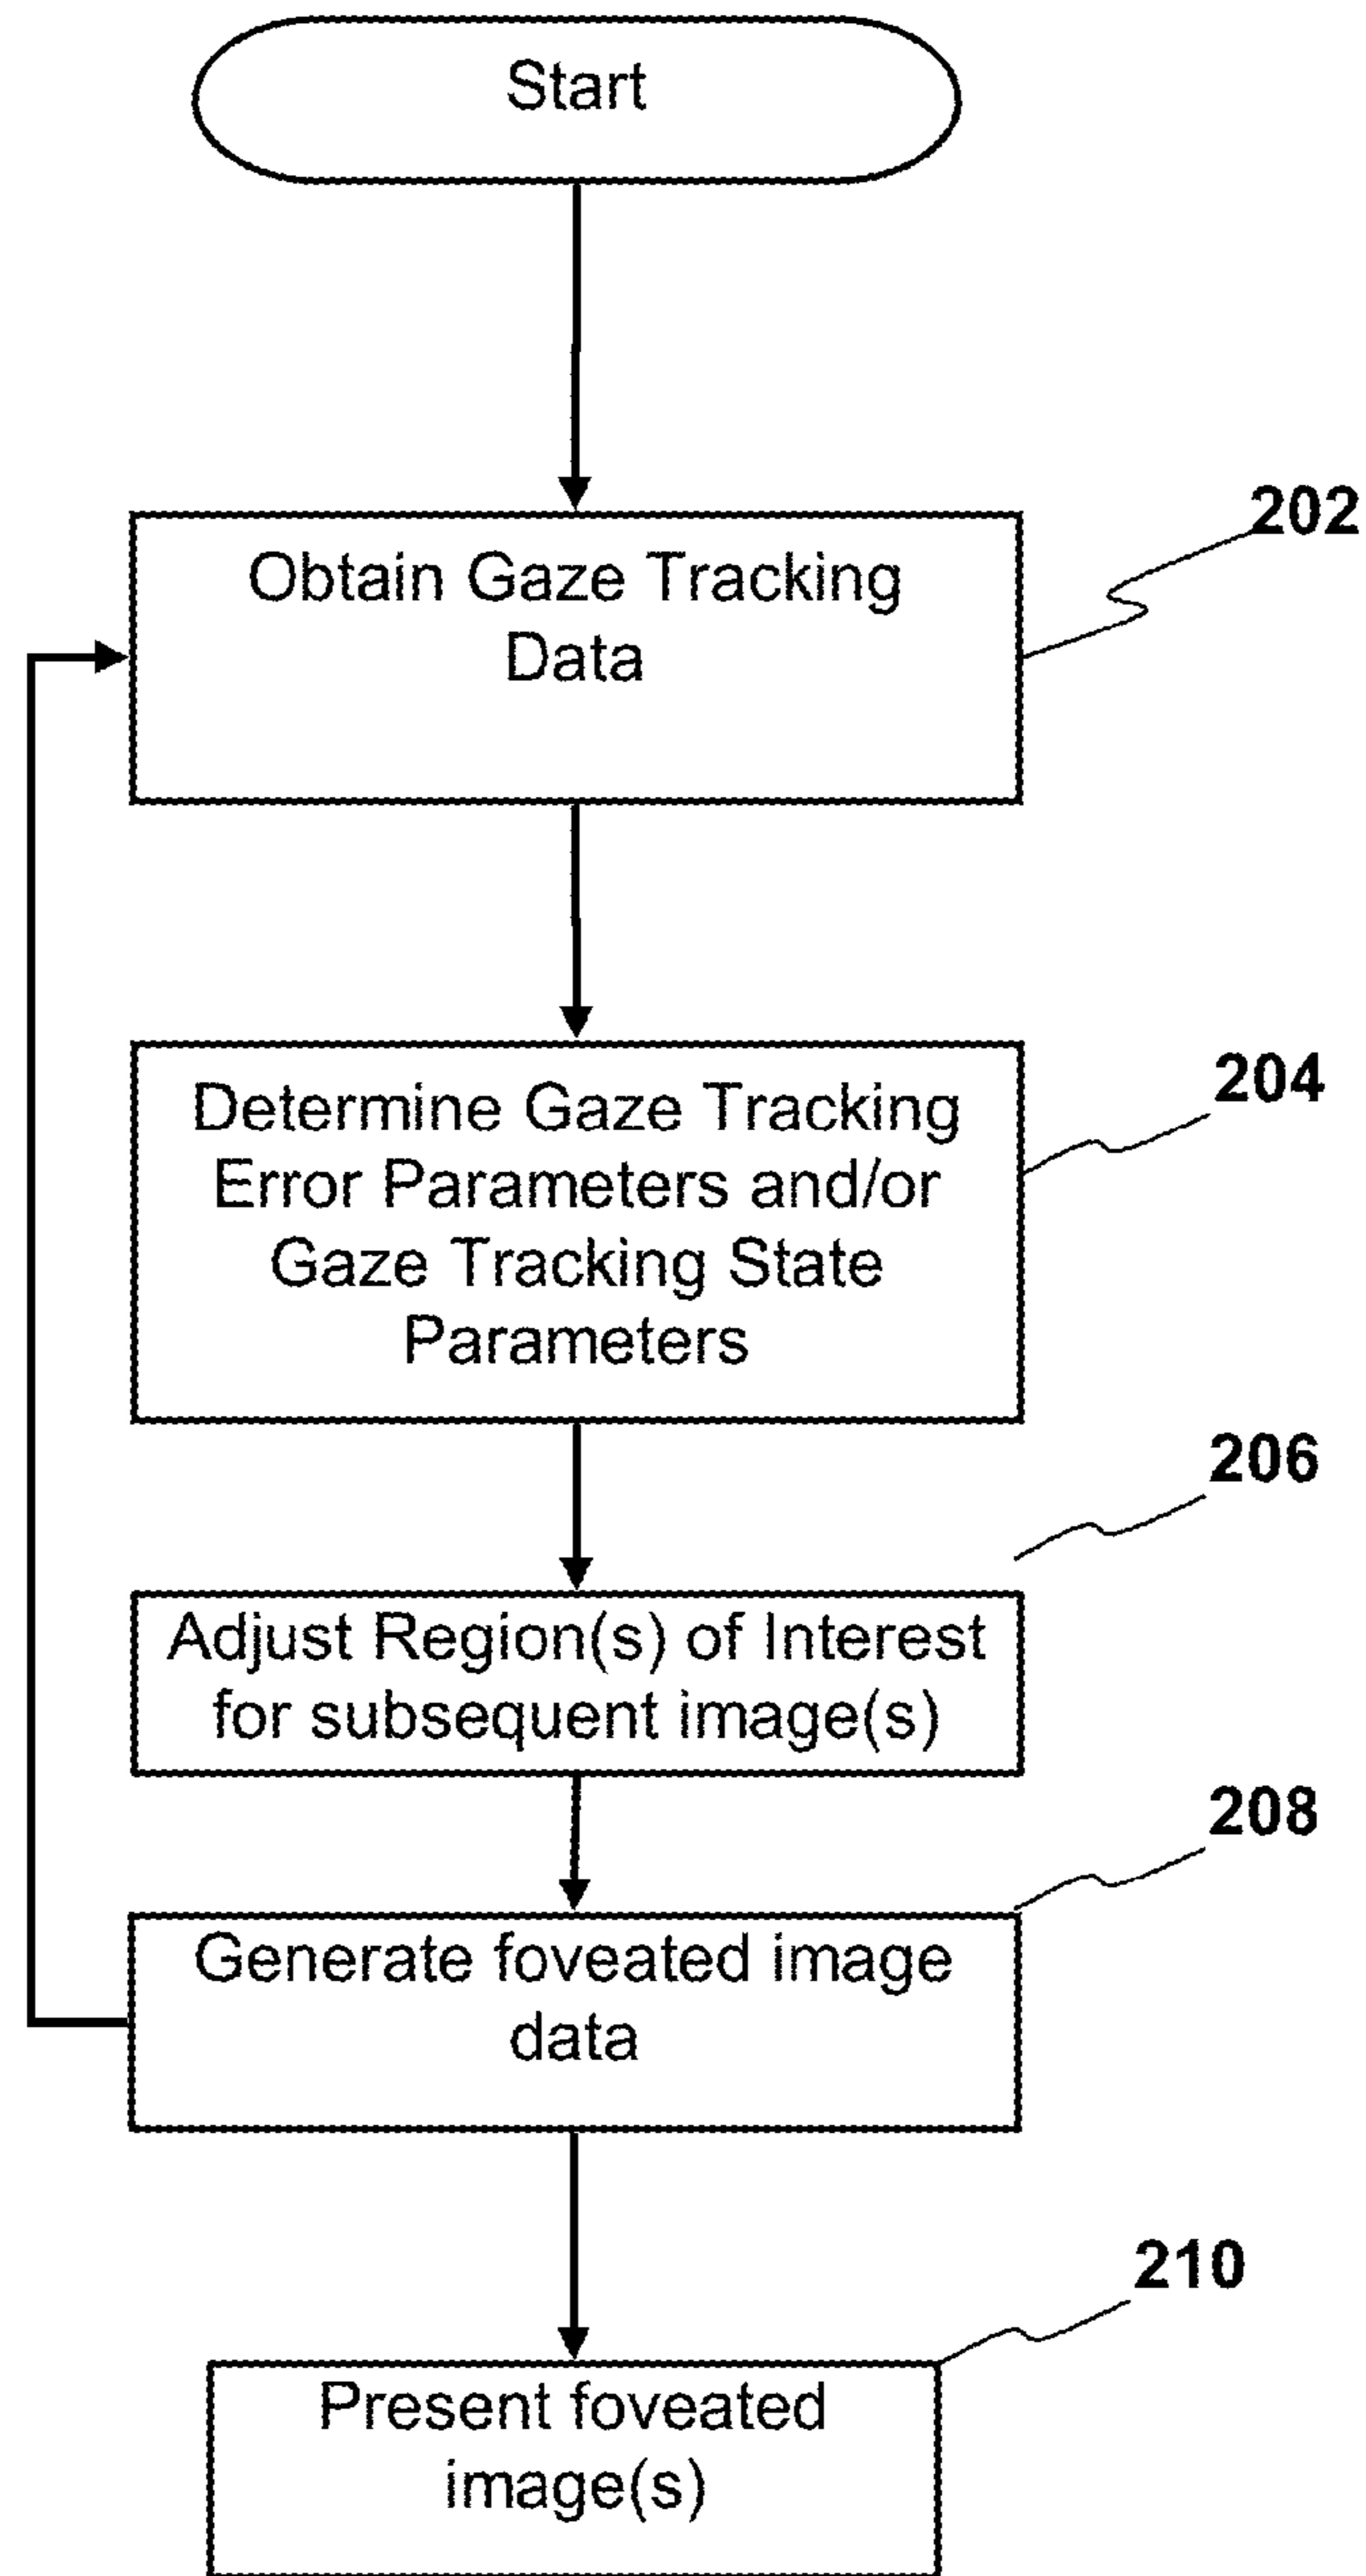 Start
202
Obtain Gaze Tracking
Data
204
Determine Gaze Tracking
Error Parameters and/or
Gaze Tracking State
Parameters
206
Adjust Region(s) of Interest
for subsequent image(s)
208
Generate foveated image
data
210
Present foveated
image(s)